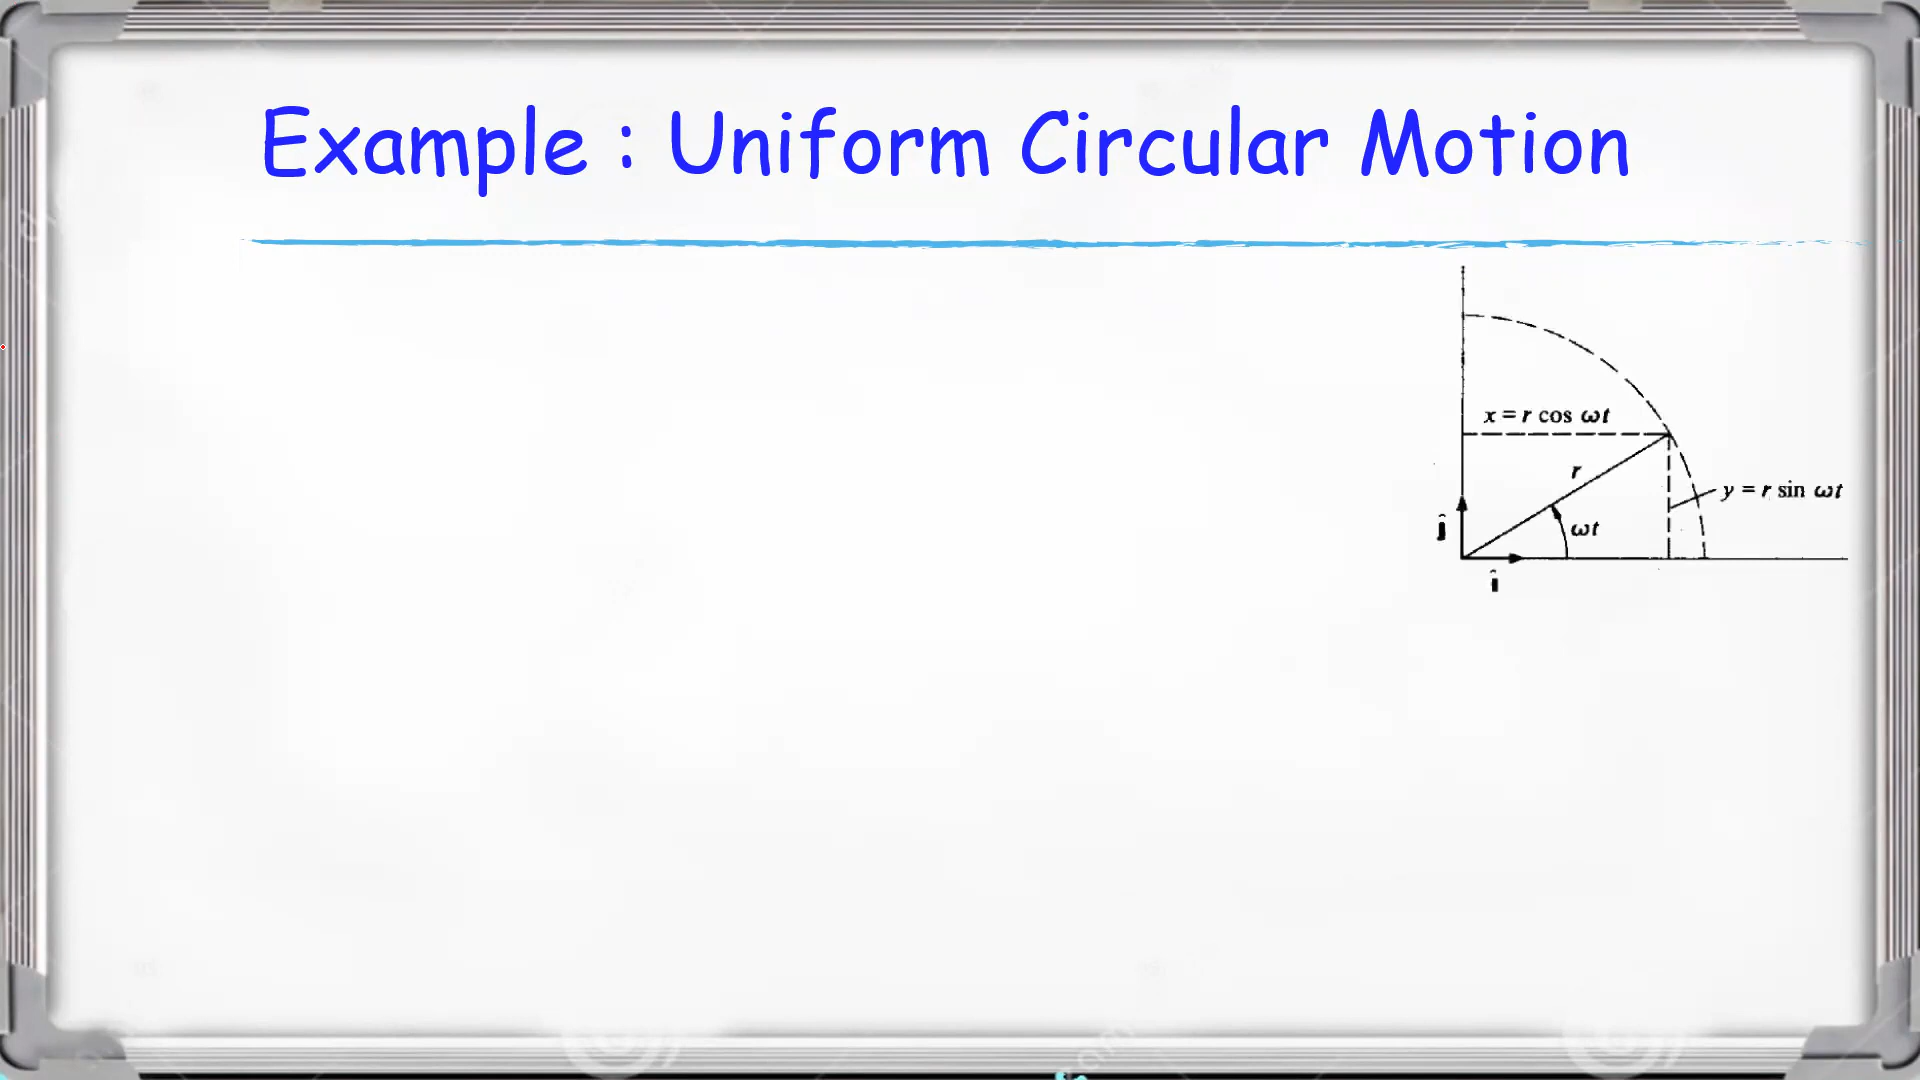 Example : Uniform Circular Motion
x = r cos ωt
r
y = r sin ωt
ĵ
ωt
î